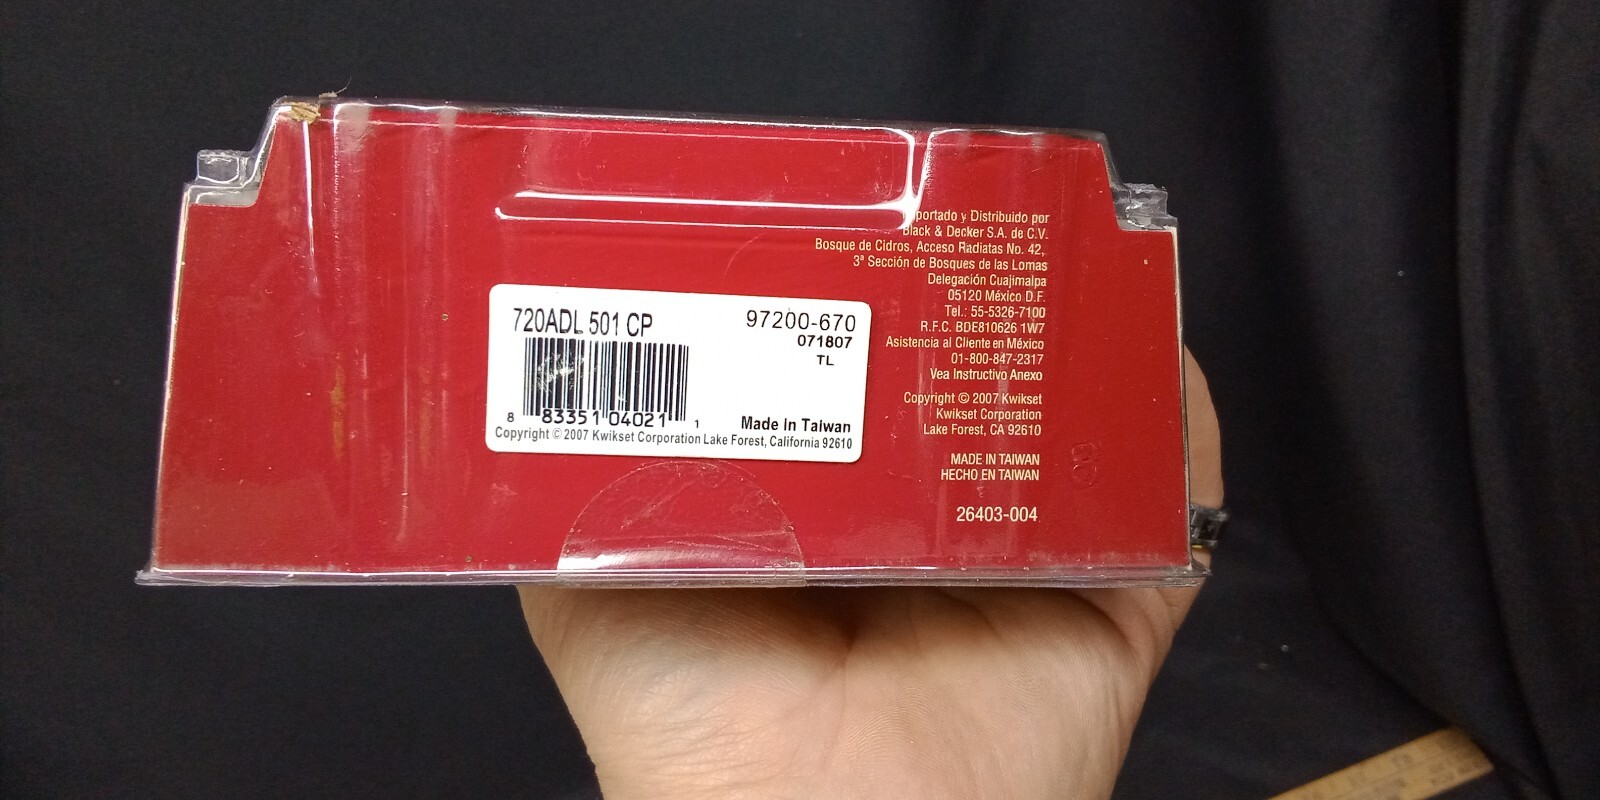 720ADL 501 CP
97200-670
071807
TL
8 83351 04021 1
Made In Taiwan
Copyright © 2007 Kwikset Corporation Lake Forest, California 92610
portado y Distribuido por
Black & Decker S.A. de C.V.
Bosque de Cidros, Acceso Radiatas No. 42,
3ª Sección de Bosques de las Lomas
Delegación Cuajimalpa
05120 México D.F.
Tel.: 55-5326-7100
R.F.C. BDE810626 1W7
Asistencia al Cliente en México
01-800-847-2317
Vea Instructivo Anexo
Copyright © 2007 Kwikset
Kwikset Corporation
Lake Forest, CA 92610
MADE IN TAIWAN
HECHO EN TAIWAN
26403-004